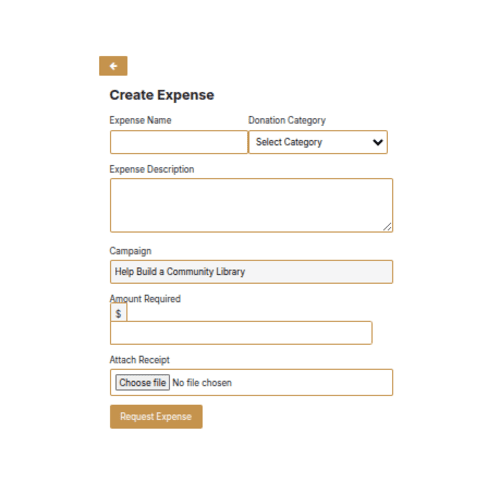 Create Expense
Expense Name Donation Category
Select Category
Expense Description
Campaign
Help Build a Community Library
Amount Required
$
Attach Receipt
Choose file No file chosen
Request Expense